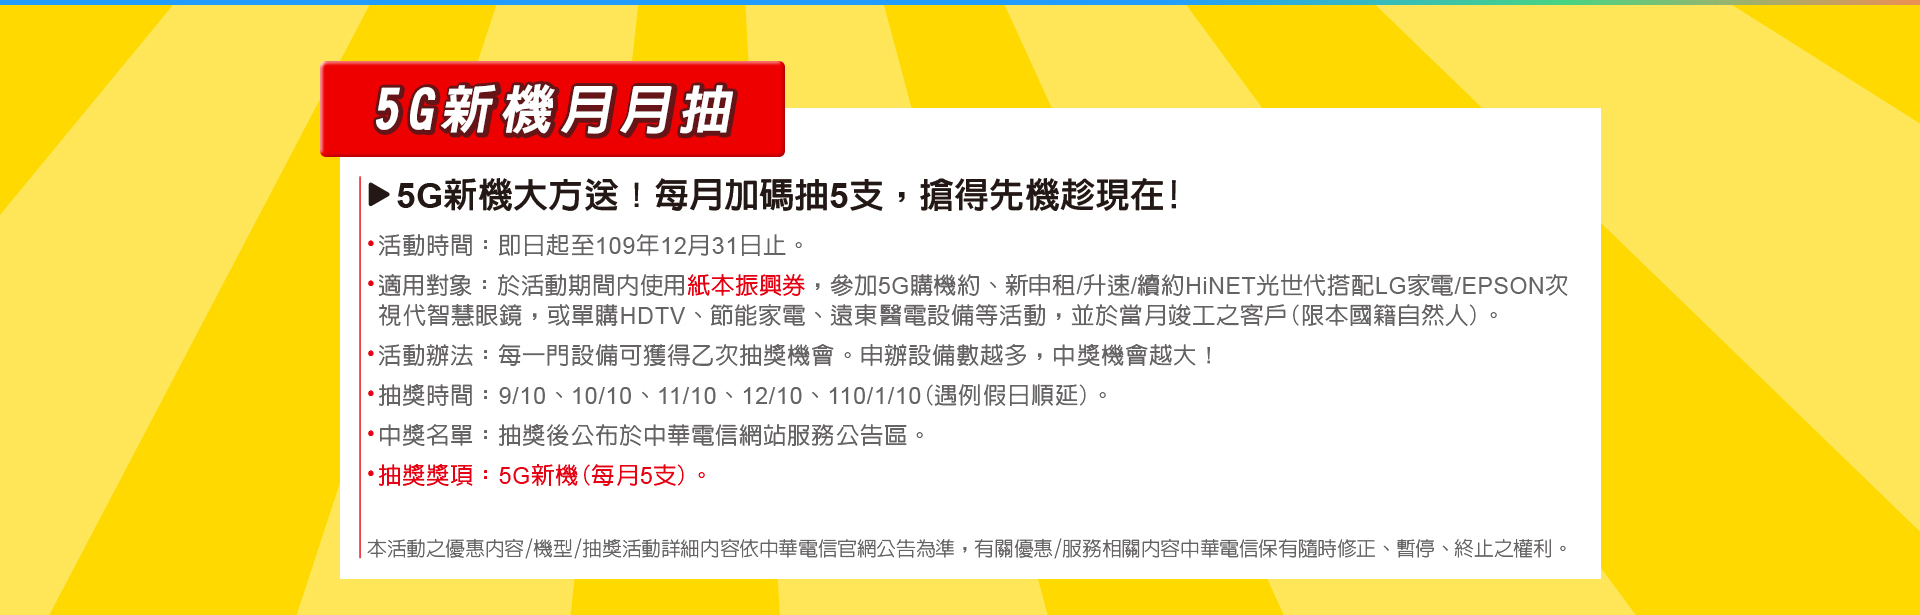 5G新機月月抽
▶5G新機大方送！每月加碼抽5支，搶得先機趁現在！
•活動時間：即日起至109年12月31日止。
•適用對象：於活動期間內使用紙本振興券，參加5G購機約、新申租/升速/續約HiNET光世代搭配LG家電/EPSON次
視代智慧眼鏡，或單購HDTV、節能家電、遠東醫電設備等活動，並於當月竣工之客戶(限本國籍自然人)。
•活動辦法：每一門設備可獲得乙次抽獎機會。申辦設備數越多，中獎機會越大！
•抽獎時間：9/10、10/10、11/10、12/10、110/1/10(遇例假日順延)。
•中獎名單：抽獎後公布於中華電信網站服務公告區。
•抽獎獎項：5G新機(每月5支)。
本活動之優惠內容/機型/抽獎活動詳細內容依中華電信官網公告為準，有關優惠/服務相關內容中華電信保有隨時修正、暫停、終止之權利。